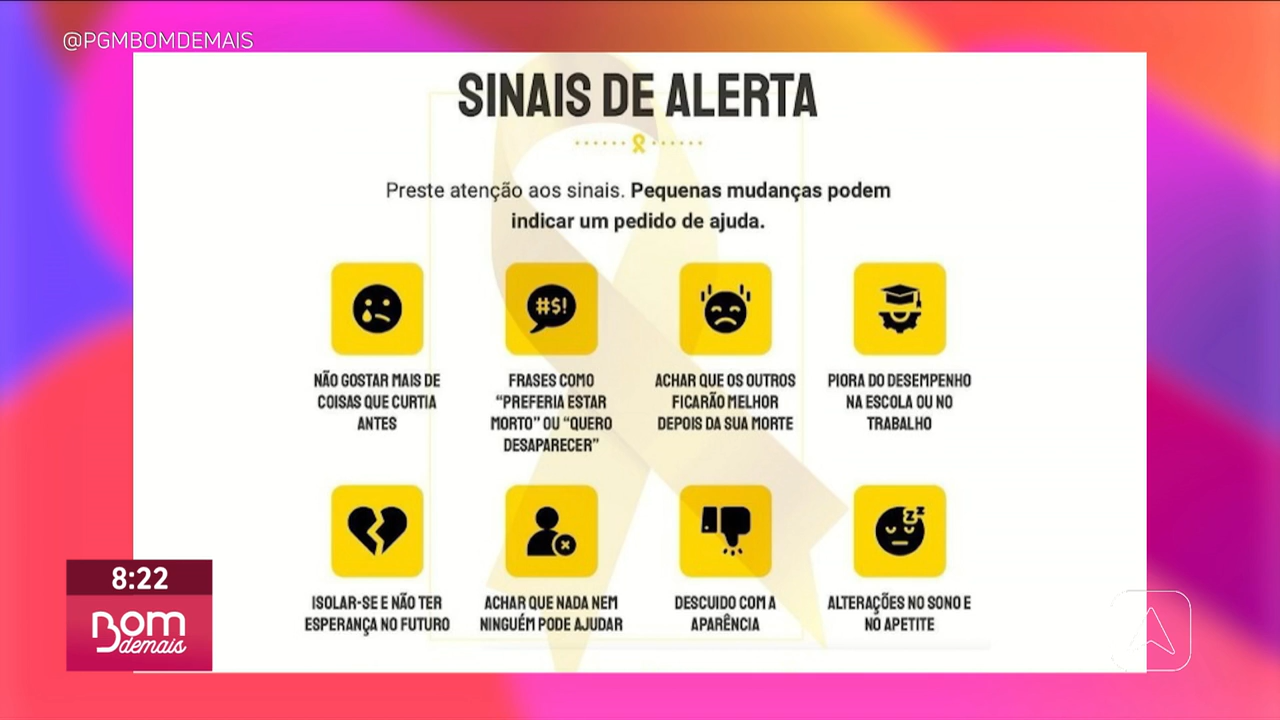 @PGMBOMDEMAIS
SINAIS DE ALERTA
Preste atenção aos sinais. Pequenas mudanças podem
indicar um pedido de ajuda.
#$!
NÃO GOSTAR MAIS DE
COISAS QUE CURTIA
ANTES
FRASES COMO
“PREFERIA ESTAR
MORTO” OU “QUERO
DESAPARECER”
ACHAR QUE OS OUTROS
FICARÃO MELHOR
DEPOIS DA SUA MORTE
PIORA DO DESEMPENHO
NA ESCOLA OU NO
TRABALHO
ZZZ
ISOLAR-SE E NÃO TER
ESPERANÇA NO FUTURO
ACHAR QUE NADA NEM
NINGUÉM PODE AJUDAR
DESCUIDO COM A
APARÊNCIA
ALTERAÇÕES NO SONO E
NO APETITE
8:22
Bom
demais